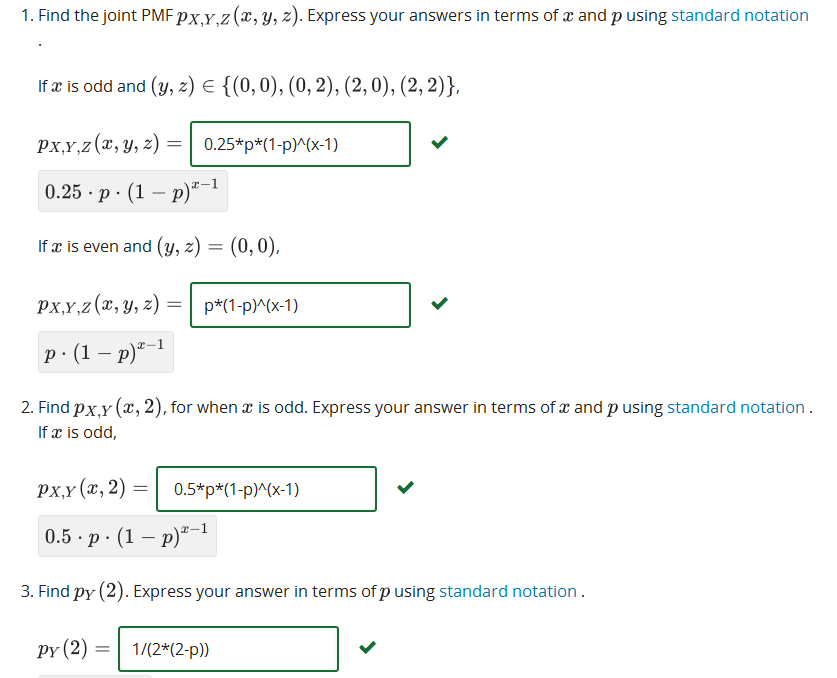 1. Find the joint PMF p_{X,Y,Z}(x, y, z). Express your answers in terms of x and p using standard notation
.
If x is odd and (y, z) ∈ {(0, 0), (0, 2), (2, 0), (2, 2)},
p_{X,Y,Z}(x, y, z) = 0.25*p*(1-p)^(x-1) ✔
0.25 · p · (1 − p)^{x−1}
If x is even and (y, z) = (0, 0),
p_{X,Y,Z}(x, y, z) = p*(1-p)^(x-1) ✔
p · (1 − p)^{x−1}
2. Find p_{X,Y}(x, 2), for when x is odd. Express your answer in terms of x and p using standard notation .
If x is odd,
p_{X,Y}(x, 2) = 0.5*p*(1-p)^(x-1) ✔
0.5 · p · (1 − p)^{x−1}
3. Find p_Y(2). Express your answer in terms of p using standard notation .
p_Y(2) = 1/(2*(2-p)) ✔